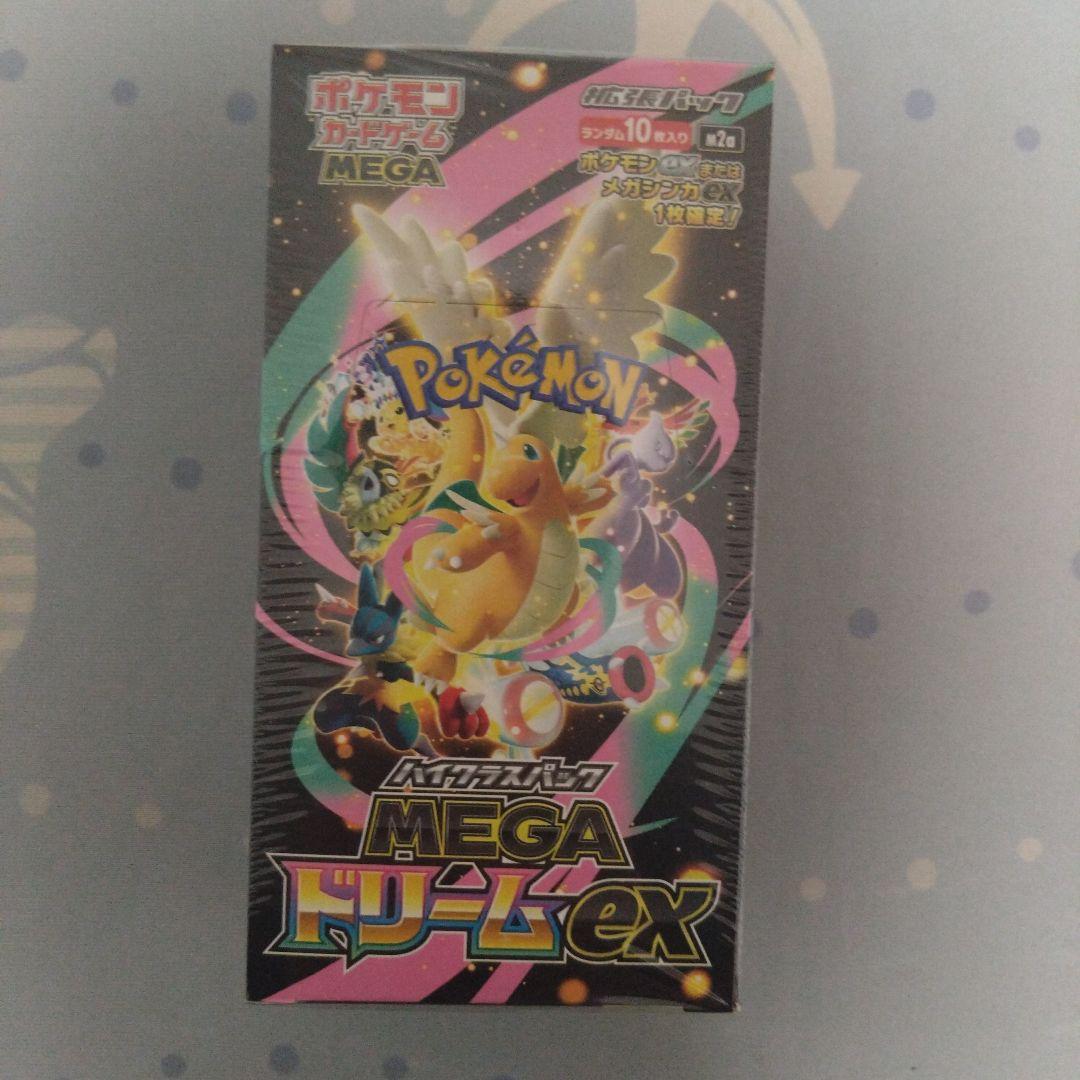 ポケモン
カードゲーム
MEGA
拡張パック
ランダム10枚入り M2a
ポケモンexまたは
メガシンカex
1枚確定!
POKéMON
ハイクラスパック
MEGA
ドリームex